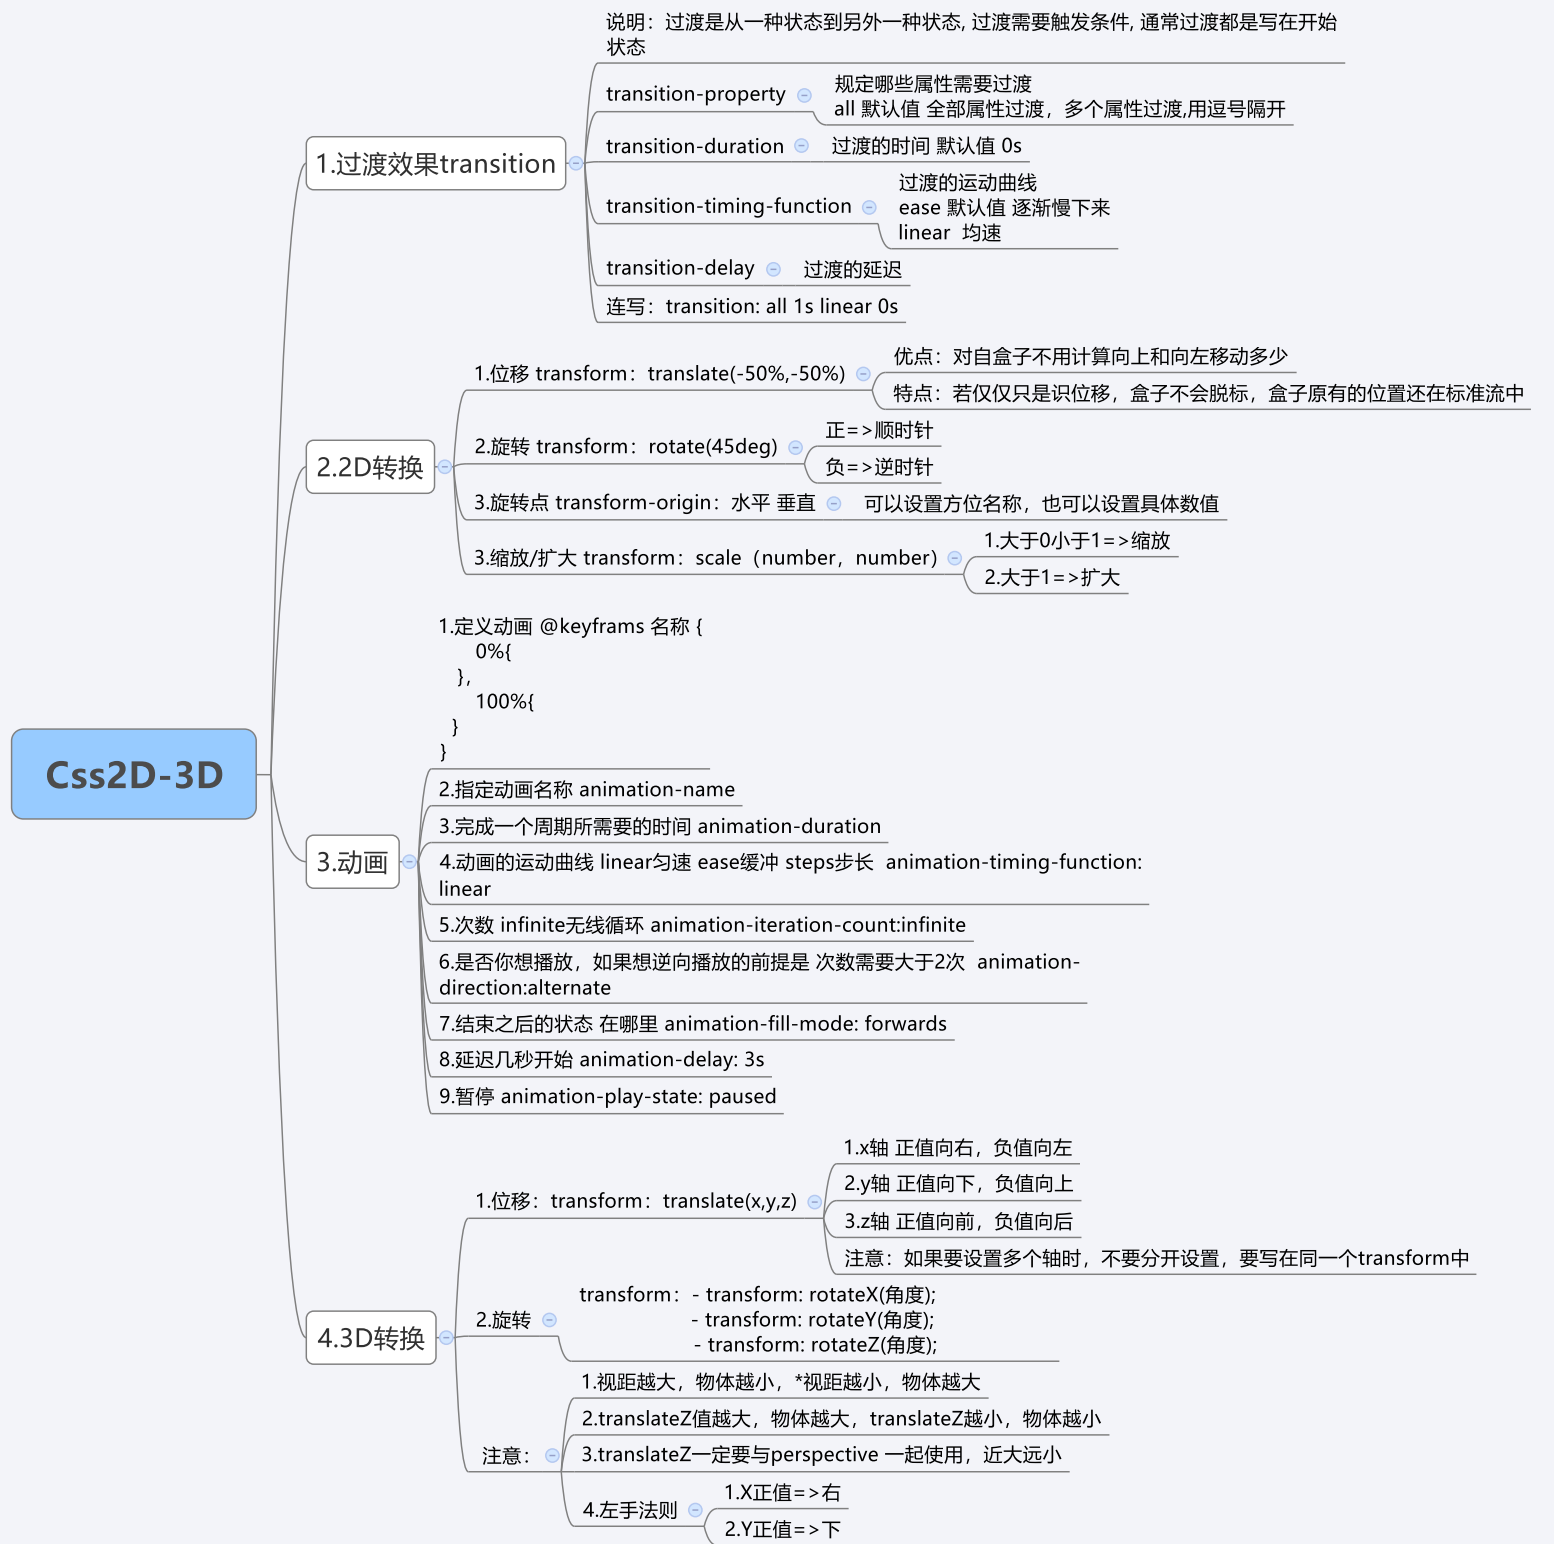 说明：过渡是从一种状态到另外一种状态, 过渡需要触发条件, 通常过渡都是写在开始
状态
transition-property
规定哪些属性需要过渡
all 默认值 全部属性过渡，多个属性过渡,用逗号隔开
1.过渡效果transition
transition-duration
过渡的时间 默认值 0s
transition-timing-function
过渡的运动曲线
ease 默认值 逐渐慢下来
linear  均速
transition-delay
过渡的延迟
连写：transition: all 1s linear 0s
2.2D转换
1.位移 transform：translate(-50%,-50%)
优点：对自盒子不用计算向上和向左移动多少
特点：若仅仅只是识位移，盒子不会脱标，盒子原有的位置还在标准流中
2.旋转 transform：rotate(45deg)
正=>顺时针
负=>逆时针
3.旋转点 transform-origin：水平 垂直
可以设置方位名称，也可以设置具体数值
3.缩放/扩大 transform：scale（number，number）
1.大于0小于1=>缩放
2.大于1=>扩大
Css2D-3D
3.动画
1.定义动画 @keyframs 名称 {
0%{
},
100%{
}
}
2.指定动画名称 animation-name
3.完成一个周期所需要的时间 animation-duration
4.动画的运动曲线 linear匀速 ease缓冲 steps步长  animation-timing-function:
linear
5.次数 infinite无线循环 animation-iteration-count:infinite
6.是否你想播放，如果想逆向播放的前提是 次数需要大于2次  animation-
direction:alternate
7.结束之后的状态 在哪里 animation-fill-mode: forwards
8.延迟几秒开始 animation-delay: 3s
9.暂停 animation-play-state: paused
4.3D转换
1.位移：transform：translate(x,y,z)
1.x轴 正值向右，负值向左
2.y轴 正值向下，负值向上
3.z轴 正值向前，负值向后
注意：如果要设置多个轴时，不要分开设置，要写在同一个transform中
2.旋转
transform：- transform: rotateX(角度);
- transform: rotateY(角度);
- transform: rotateZ(角度);
注意：
1.视距越大，物体越小，*视距越小，物体越大
2.translateZ值越大，物体越大，translateZ越小，物体越小
3.translateZ一定要与perspective 一起使用，近大远小
4.左手法则
1.X正值=>右
2.Y正值=>下